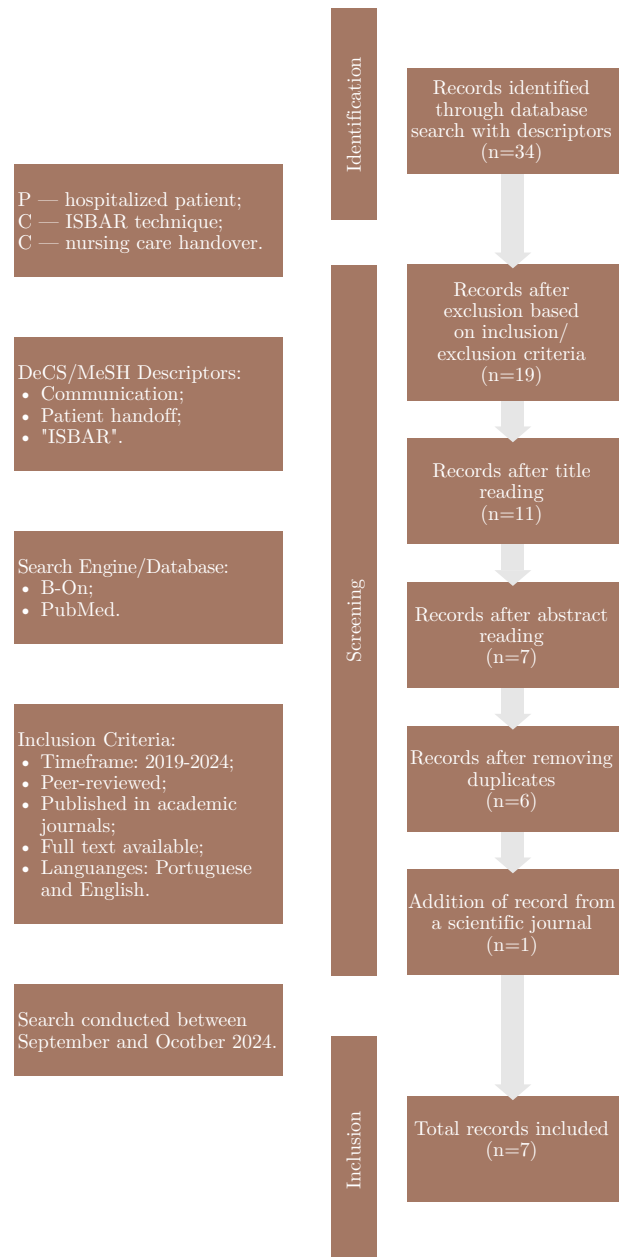 P — hospitalized patient;
C — ISBAR technique;
C — nursing care handover.
DeCS/MeSH Descriptors:
• Communication;
• Patient handoff;
• "ISBAR".
Search Engine/Database:
• B-On;
• PubMed.
Inclusion Criteria:
• Timeframe: 2019-2024;
• Peer-reviewed;
• Published in academic
journals;
• Full text available;
• Languanges: Portuguese
and English.
Search conducted between
September and Ocotber 2024.
Identification
Records identified
through database
search with descriptors
(n=34)
Screening
Records after
exclusion based
on inclusion/
exclusion criteria
(n=19)
Records after title
reading
(n=11)
Records after abstract
reading
(n=7)
Records after removing
duplicates
(n=6)
Addition of record from
a scientific journal
(n=1)
Inclusion
Total records included
(n=7)